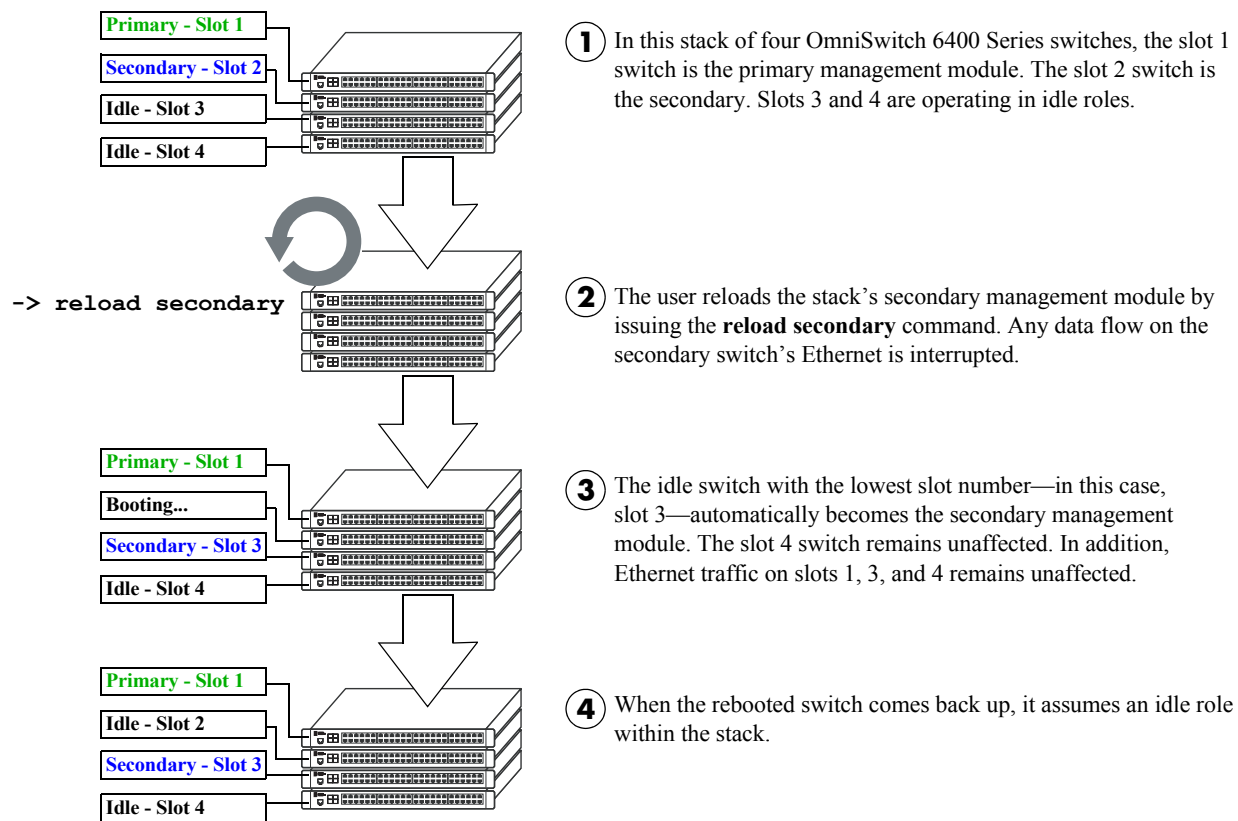 Primary - Slot 1
Secondary - Slot 2
Idle - Slot 3
Idle - Slot 4
1 In this stack of four OmniSwitch 6400 Series switches, the slot 1
switch is the primary management module. The slot 2 switch is
the secondary. Slots 3 and 4 are operating in idle roles.
-> reload secondary
2 The user reloads the stack’s secondary management module by
issuing the reload secondary command. Any data flow on the
secondary switch’s Ethernet is interrupted.
Primary - Slot 1
Booting...
Secondary - Slot 3
Idle - Slot 4
3 The idle switch with the lowest slot number—in this case,
slot 3—automatically becomes the secondary management
module. The slot 4 switch remains unaffected. In addition,
Ethernet traffic on slots 1, 3, and 4 remains unaffected.
Primary - Slot 1
Idle - Slot 2
Secondary - Slot 3
Idle - Slot 4
4 When the rebooted switch comes back up, it assumes an idle role
within the stack.